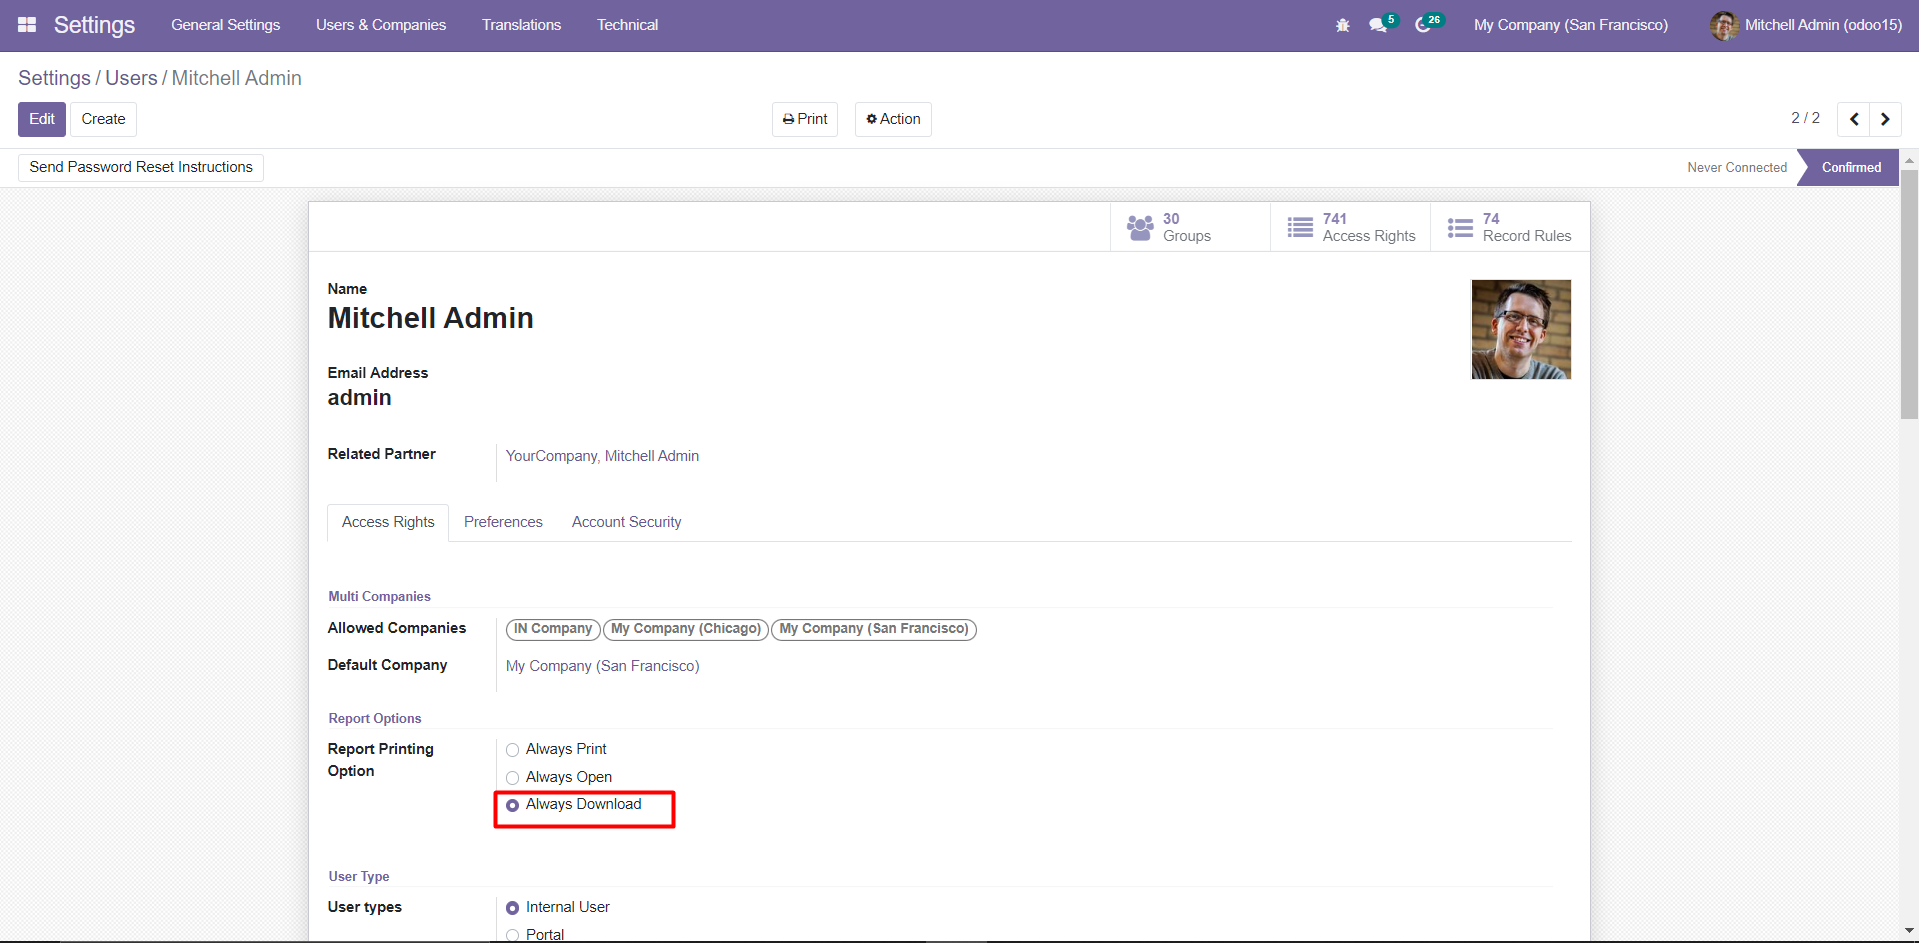 Settings General Settings Users & Companies Translations Technical 5 26 My Company (San Francisco) Mitchell Admin (odoo15)
Settings / Users / Mitchell Admin
Edit Create Print Action 2 / 2
Send Password Reset Instructions Never Connected Confirmed
30 741 74
Groups Access Rights Record Rules
Name
Mitchell Admin
Email Address
admin
Related Partner YourCompany, Mitchell Admin
Access Rights Preferences Account Security
Multi Companies
Allowed Companies IN Company My Company (Chicago) My Company (San Francisco)
Default Company My Company (San Francisco)
Report Options
Report Printing Always Print
Option Always Open
Always Download
User Type
User types Internal User
Portal